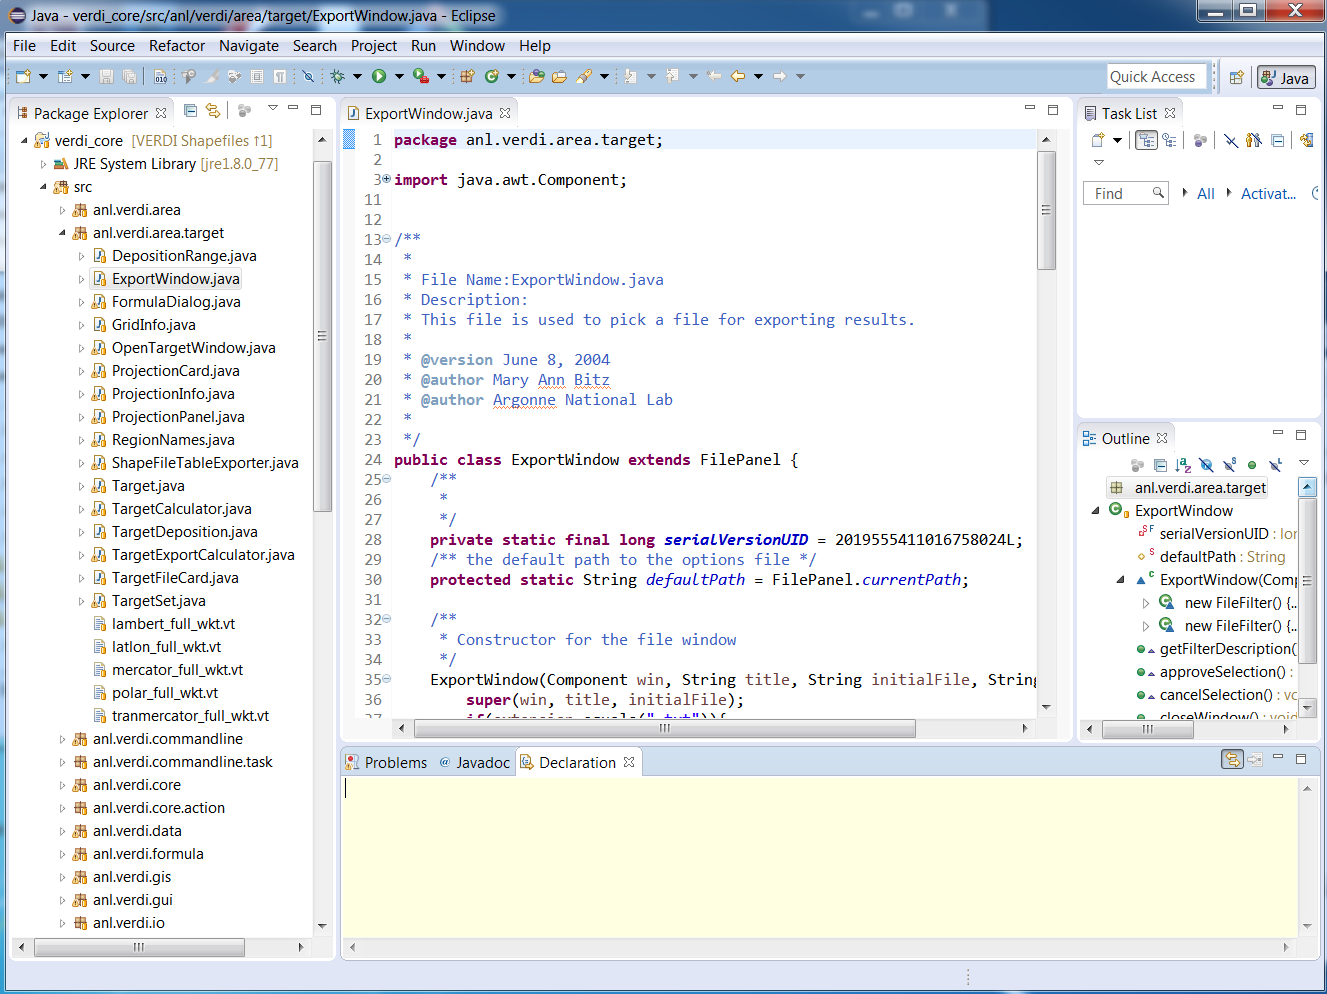 Java - verdi_core/src/anl/verdi/area/target/ExportWindow.java - Eclipse
File Edit Source Refactor Navigate Search Project Run Window Help
Quick Access
Java
Package Explorer
verdi_core [VERDI Shapefiles ↑1]
JRE System Library [jre1.8.0_77]
src
anl.verdi.area
anl.verdi.area.target
DepositionRange.java
ExportWindow.java
FormulaDialog.java
GridInfo.java
OpenTargetWindow.java
ProjectionCard.java
ProjectionInfo.java
ProjectionPanel.java
RegionNames.java
ShapeFileTableExporter.java
Target.java
TargetCalculator.java
TargetDeposition.java
TargetExportCalculator.java
TargetFileCard.java
TargetSet.java
lambert_full_wkt.vt
latlon_full_wkt.vt
mercator_full_wkt.vt
polar_full_wkt.vt
tranmercator_full_wkt.vt
anl.verdi.commandline
anl.verdi.commandline.task
anl.verdi.core
anl.verdi.core.action
anl.verdi.data
anl.verdi.formula
anl.verdi.gis
anl.verdi.gui
anl.verdi.io
ExportWindow.java
1 package anl.verdi.area.target;
2
3 import java.awt.Component;
11
12
13 /**
14 *
15 * File Name:ExportWindow.java
16 * Description:
17 * This file is used to pick a file for exporting results.
18 *
19 * @version June 8, 2004
20 * @author Mary Ann Bitz
21 * @author Argonne National Lab
22 *
23 */
24 public class ExportWindow extends FilePanel {
25 /**
26 *
27 */
28 private static final long serialVersionUID = 2019555411016758024L;
29 /** the default path to the options file */
30 protected static String defaultPath = FilePanel.currentPath;
31
32 /**
33 * Constructor for the file window
34 */
35 ExportWindow(Component win, String title, String initialFile, String
36 super(win, title, initialFile);
37 if(extension.equals(".txt")){
Task List
Find All Activat...
Outline
anl.verdi.area.target
ExportWindow
serialVersionUID : lon
defaultPath : String
ExportWindow(Comp
new FileFilter() {..
new FileFilter() {..
getFilterDescription(
approveSelection() :
cancelSelection() : vo
closeWindow() : void
Problems Javadoc Declaration